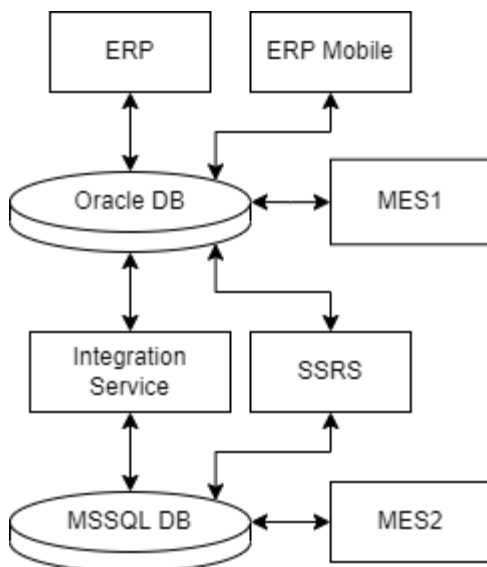 ERP
ERP Mobile
Oracle DB
MES1
Integration
Service
SSRS
MSSQL DB
MES2